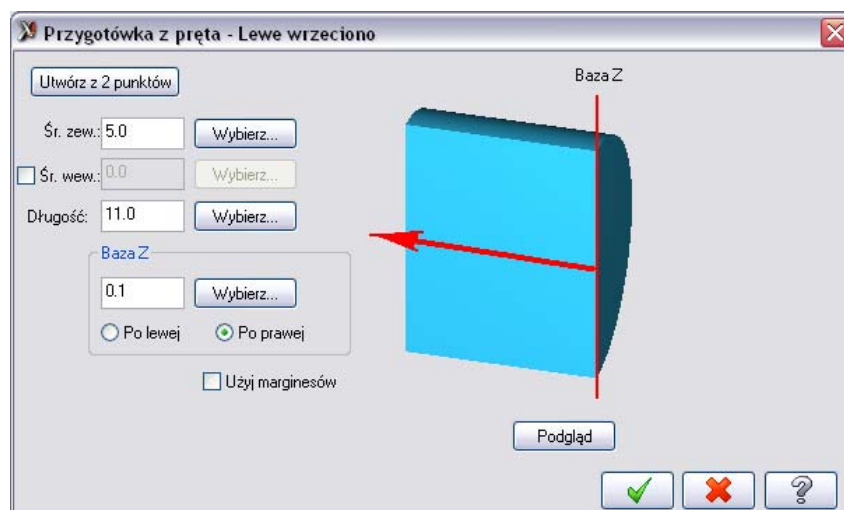 Przygotówka z pręta - Lewe wrzeciono
Utwórz z 2 punktów
Śr. zew.: 5.0 Wybierz...
Śr. wew.: 0.0 Wybierz...
Długość: 11.0 Wybierz...
Baza Z
0.1 Wybierz...
Po lewej Po prawej
Użyj marginesów
Baza Z
Podgląd